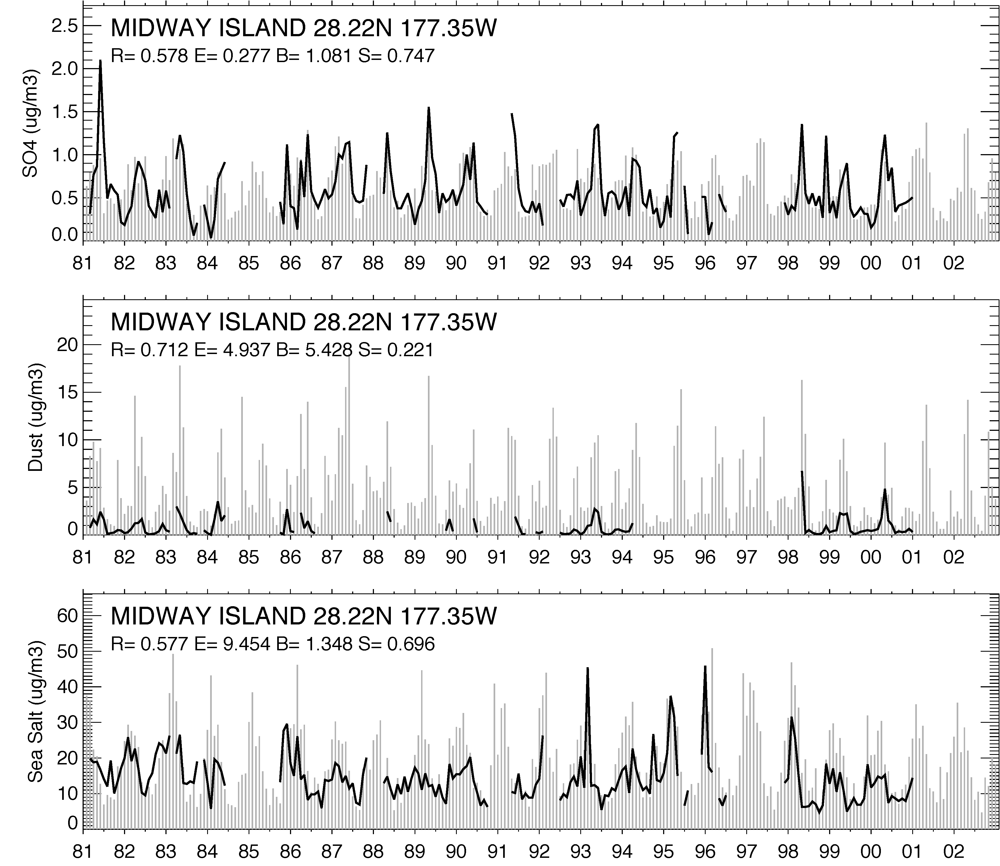 MIDWAY ISLAND 28.22N 177.35W
R= 0.578 E= 0.277 B= 1.081 S= 0.747
SO4 (ug/m3)
2.5
2.0
1.5
1.0
0.5
0.0
81 82 83 84 85 86 87 88 89 90 91 92 93 94 95 96 97 98 99 00 01 02
MIDWAY ISLAND 28.22N 177.35W
R= 0.712 E= 4.937 B= 5.428 S= 0.221
Dust (ug/m3)
20
15
10
5
0
81 82 83 84 85 86 87 88 89 90 91 92 93 94 95 96 97 98 99 00 01 02
MIDWAY ISLAND 28.22N 177.35W
R= 0.577 E= 9.454 B= 1.348 S= 0.696
Sea Salt (ug/m3)
60
50
40
30
20
10
0
81 82 83 84 85 86 87 88 89 90 91 92 93 94 95 96 97 98 99 00 01 02